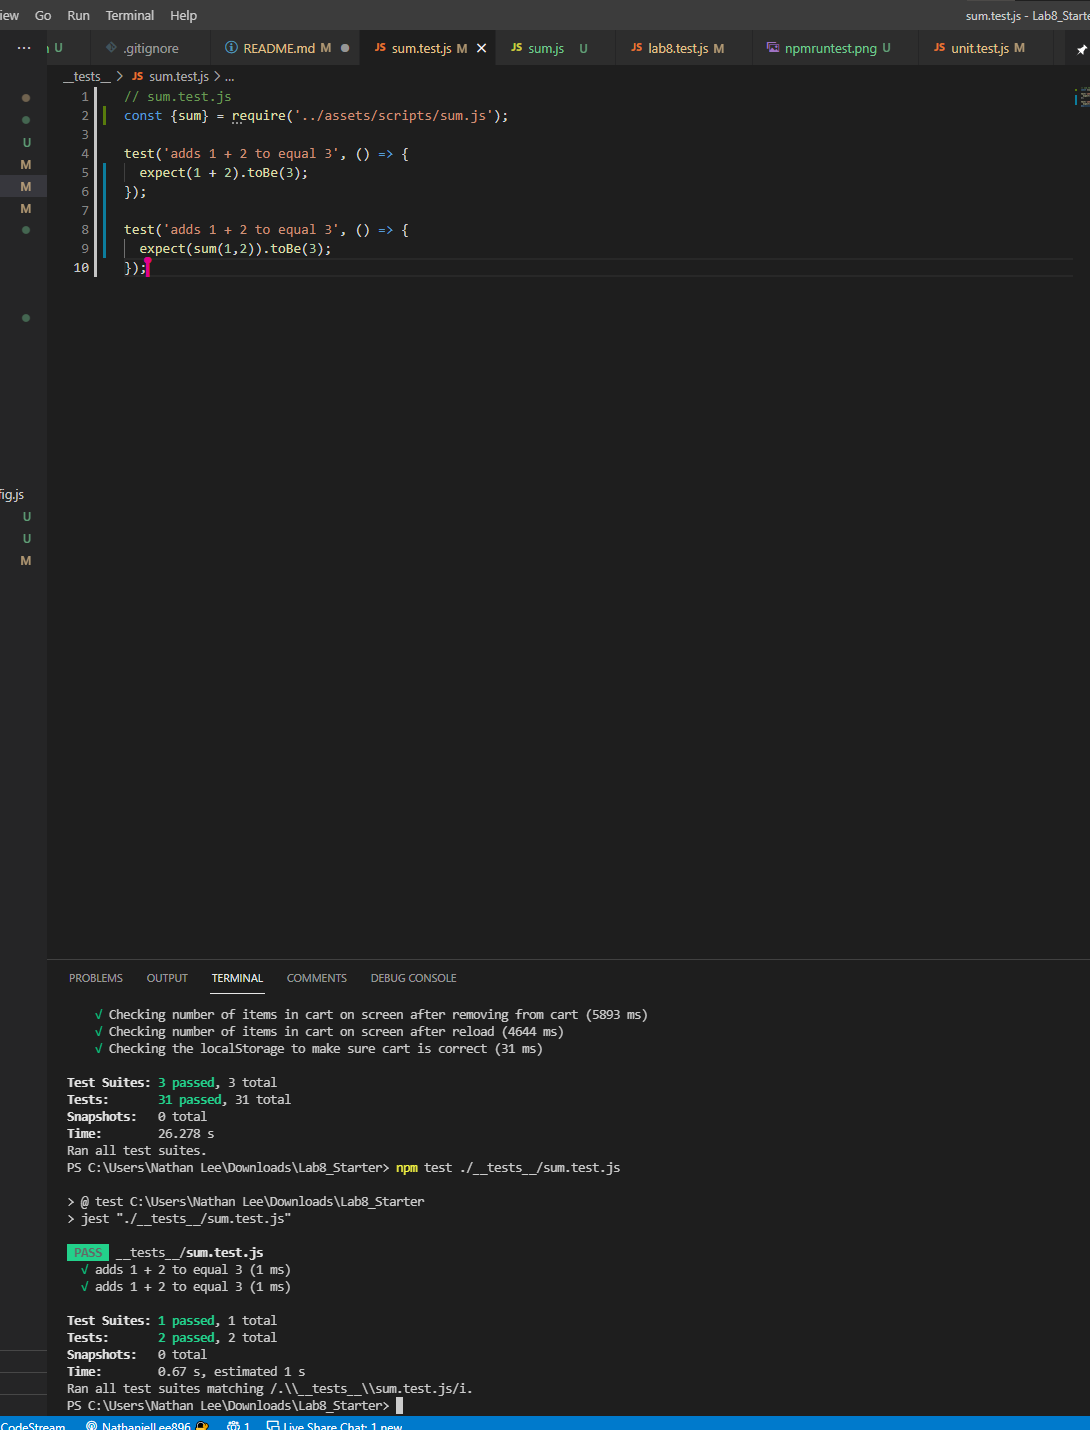 iew Go Run Terminal Help sum.test.js - Lab8_Starte
... U .gitignore README.md M sum.test.js M JS sum.js U JS lab8.test.js M npmruntest.png U JS unit.test.js M
__tests__ > JS sum.test.js > ...
1 // sum.test.js
2 const {sum} = require('../assets/scripts/sum.js');
3
4 test('adds 1 + 2 to equal 3', () => {
5 expect(1 + 2).toBe(3);
6 });
7
8 test('adds 1 + 2 to equal 3', () => {
9 expect(sum(1,2)).toBe(3);
10 });
U
M
M
M
fig.js
U
U
M
PROBLEMS OUTPUT TERMINAL COMMENTS DEBUG CONSOLE
√ Checking number of items in cart on screen after removing from cart (5893 ms)
√ Checking number of items in cart on screen after reload (4644 ms)
√ Checking the localStorage to make sure cart is correct (31 ms)
Test Suites: 3 passed, 3 total
Tests: 31 passed, 31 total
Snapshots: 0 total
Time: 26.278 s
Ran all test suites.
PS C:\Users\Nathan Lee\Downloads\Lab8_Starter> npm test ./__tests__/sum.test.js
> @ test C:\Users\Nathan Lee\Downloads\Lab8_Starter
> jest "./__tests__/sum.test.js"
PASS __tests__/sum.test.js
√ adds 1 + 2 to equal 3 (1 ms)
√ adds 1 + 2 to equal 3 (1 ms)
Test Suites: 1 passed, 1 total
Tests: 2 passed, 2 total
Snapshots: 0 total
Time: 0.67 s, estimated 1 s
Ran all test suites matching /.\\__tests__\\sum.test.js/i.
PS C:\Users\Nathan Lee\Downloads\Lab8_Starter>
CodeStream NathanielLee896 1 Live Share Chat: 1 new